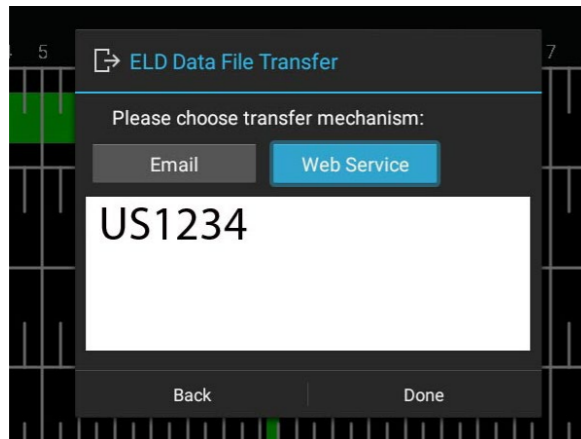 5
7
ELD Data File Transfer
Please choose transfer mechanism:
Email Web Service
US1234
Back Done